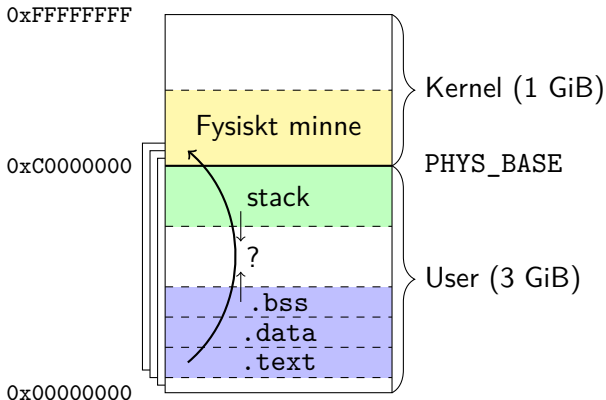 0xFFFFFFFF
Kernel (1 GiB)
Fysiskt minne
0xC0000000
PHYS_BASE
stack
?
User (3 GiB)
.bss
.data
.text
0x00000000